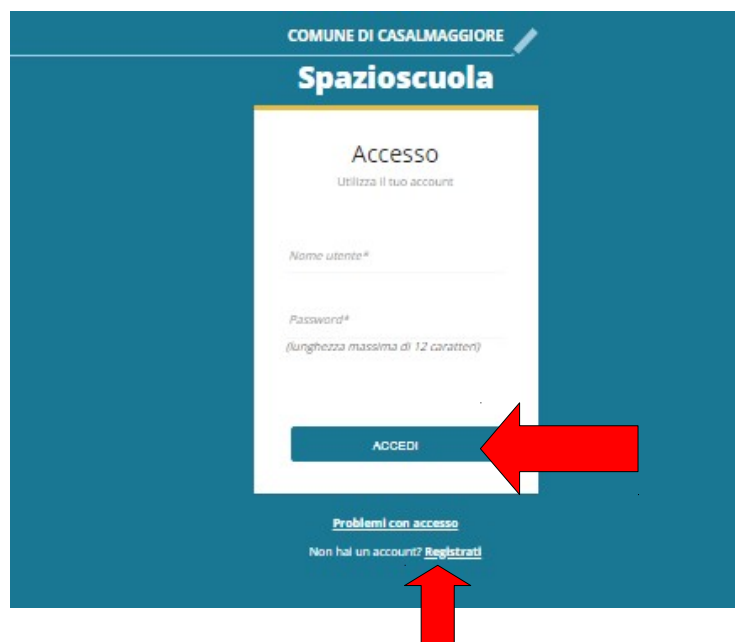 COMUNE DI CASALMAGGIORE
Spazioscuola
Accesso
Utilizza il tuo account
Nome utente*
Password*
(lunghezza massima di 12 caratteri)
ACCEDI
Problemi con accesso
Non hai un account? Registrati